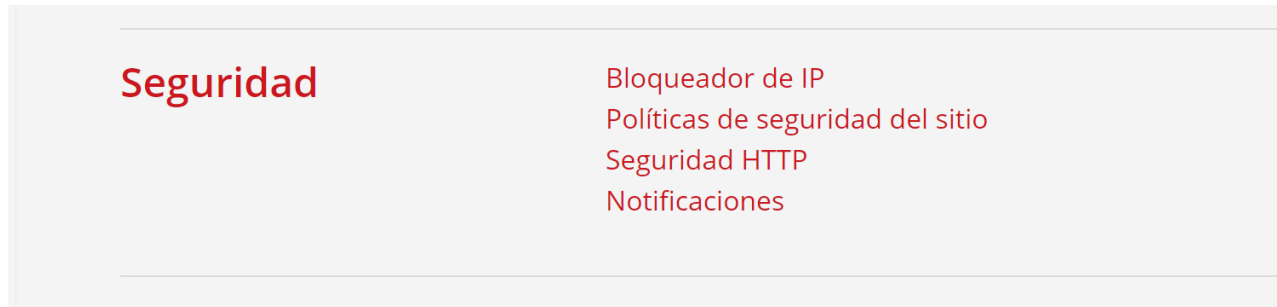 Seguridad
Bloqueador de IP
Políticas de seguridad del sitio
Seguridad HTTP
Notificaciones